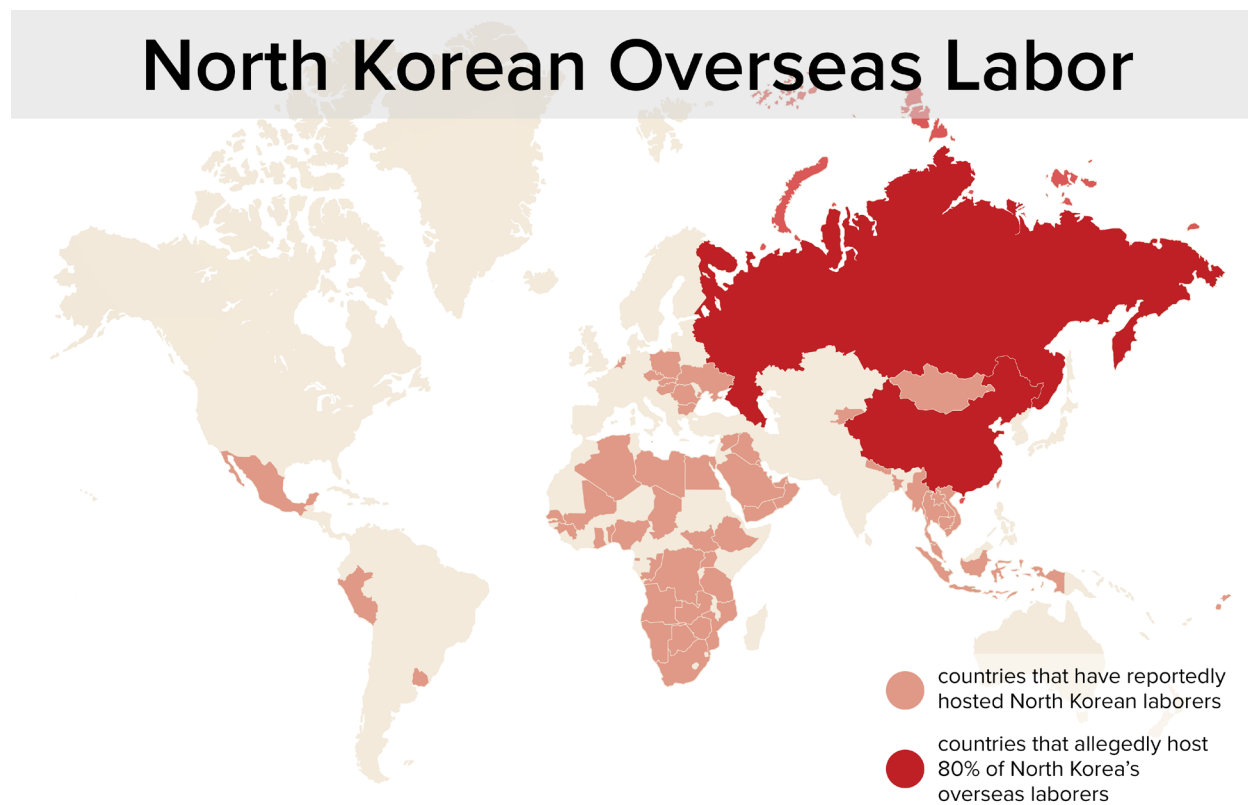 North Korean Overseas Labor
countries that have reportedly
hosted North Korean laborers
countries that allegedly host
80% of North Korea’s
overseas laborers